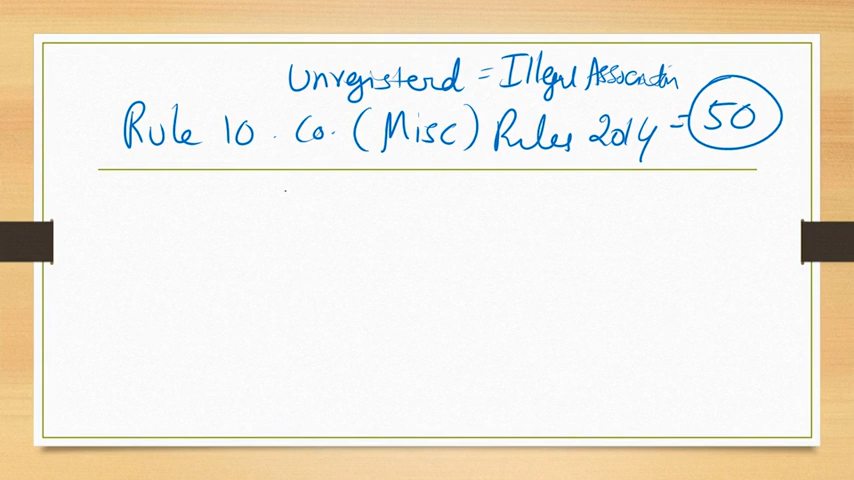 Unregisterd = Illegal Association
Rule 10. Co. (Misc) Rules 2014 = 50